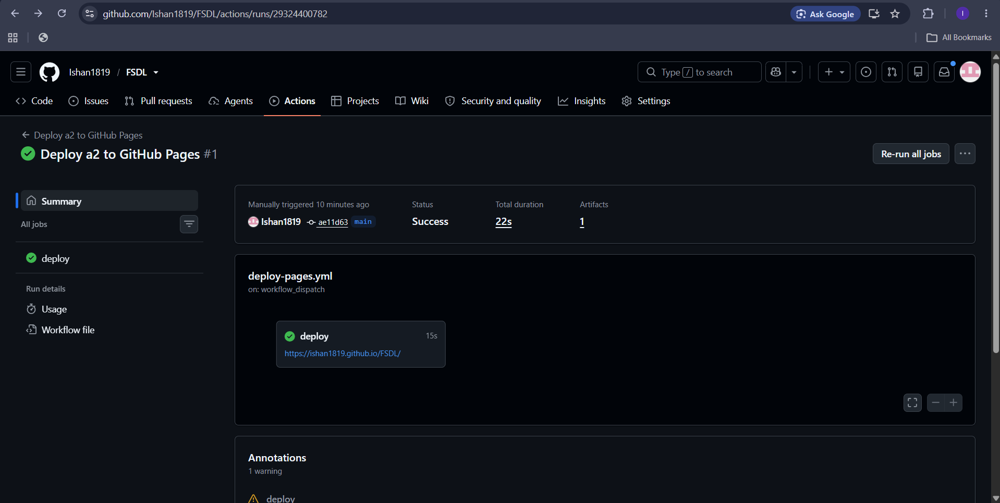 github.com/Ishan1819/FSDL/actions/runs/29324400782
Ask Google
I
All Bookmarks
Ishan1819 / FSDL
Type / to search
Code
Issues
Pull requests
Agents
Actions
Projects
Wiki
Security and quality
Insights
Settings
Deploy a2 to GitHub Pages
Deploy a2 to GitHub Pages #1
Re-run all jobs
Summary
All jobs
deploy
Run details
Usage
Workflow file
Manually triggered 10 minutes ago
Ishan1819 ae11d63 main
Status
Success
Total duration
22s
Artifacts
1
deploy-pages.yml
on: workflow_dispatch
deploy 15s
https://ishan1819.github.io/FSDL/
Annotations
1 warning
deploy